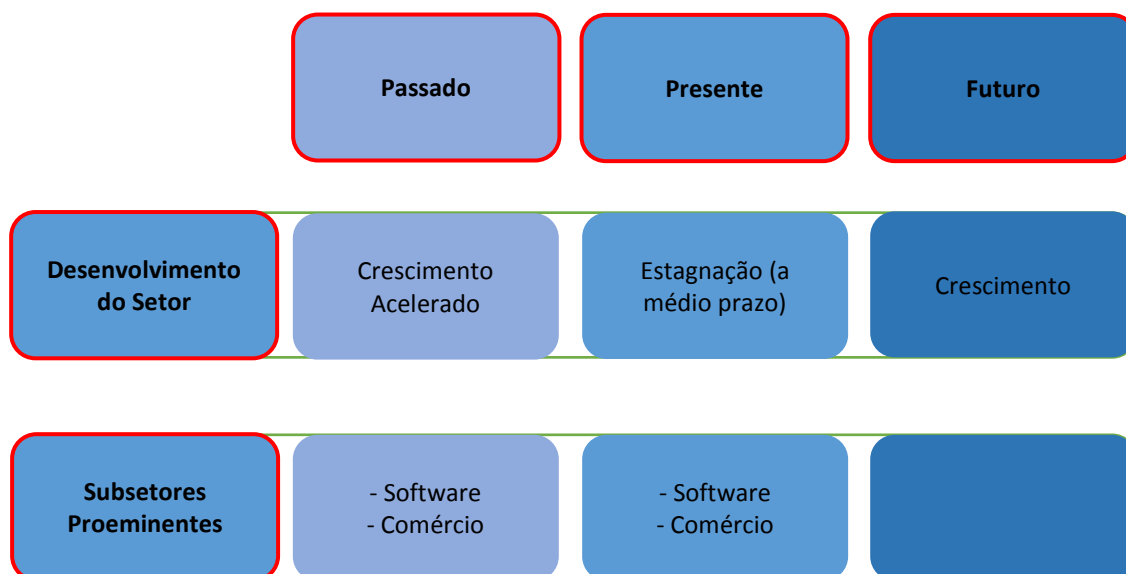 Passado
Presente
Futuro
Desenvolvimento
do Setor
Crescimento
Acelerado
Estagnação (a
médio prazo)
Crescimento
Subsetores
Proeminentes
- Software
- Comércio
- Software
- Comércio